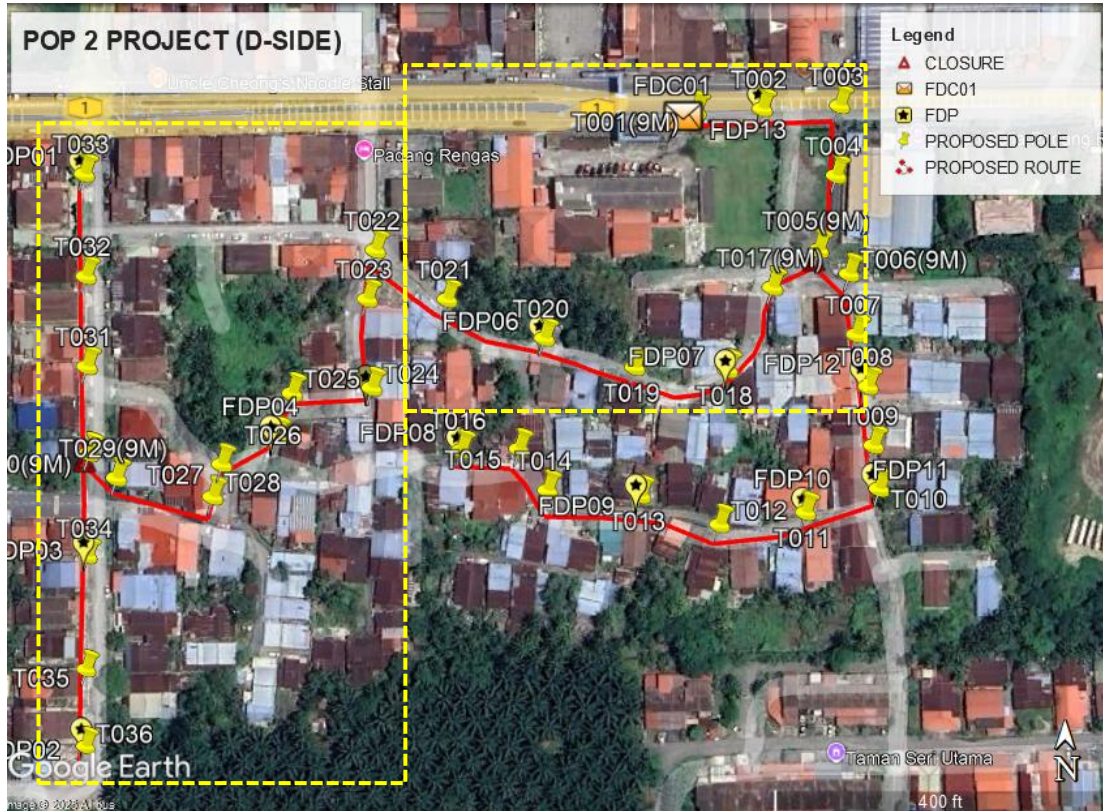 POP 2 PROJECT (D-SIDE)
Legend
CLOSURE
FDC01
FDP
PROPOSED POLE
PROPOSED ROUTE
Uncle Cheong's Noodle Stall
1
1
FDC01
T002
T003
T001(9M)
FDP13
T033
DP01
Padang Rengas
T004
T022
T005(9M)
T032
T023
T021
T017(9M)
T006(9M)
T007
FDP06
T020
T031
FDP07
FDP12
T008
T025
T024
T019
T018
FDP04
T009
FDP08
T016
T026
T029(9M)
0(9M)
T027
T015
T014
T028
FDP10
FDP11
FDP09
T010
T012
T013
T034
T011
DP03
T035
T036
DP02
Google Earth
Taman Seri Utama
N
400 ft